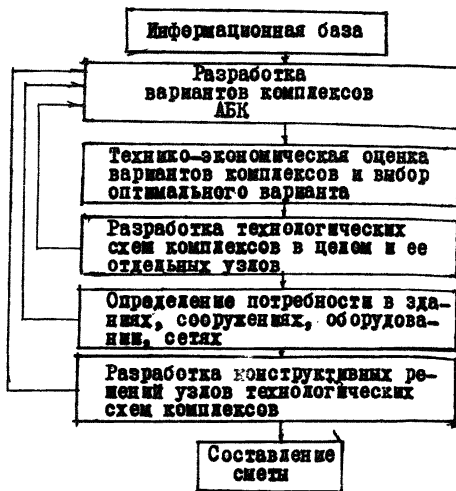 Информационная база
Разработка
вариантов комплексов
АБК
Технико-экономическая оценка
вариантов комплексов и выбор
оптимального варианта
Разработка технологических
схем комплексов в целом и ее
отдельных узлов
Определение потребности в зда-
ниях, сооружениях, оборудова-
нии, сетях
Разработка конструктивных ре-
шений узлов технологических
схем комплексов
Составление
сметы